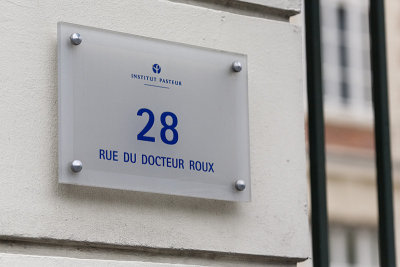 INSTITUT PASTEUR
28
RUE DU DOCTEUR ROUX